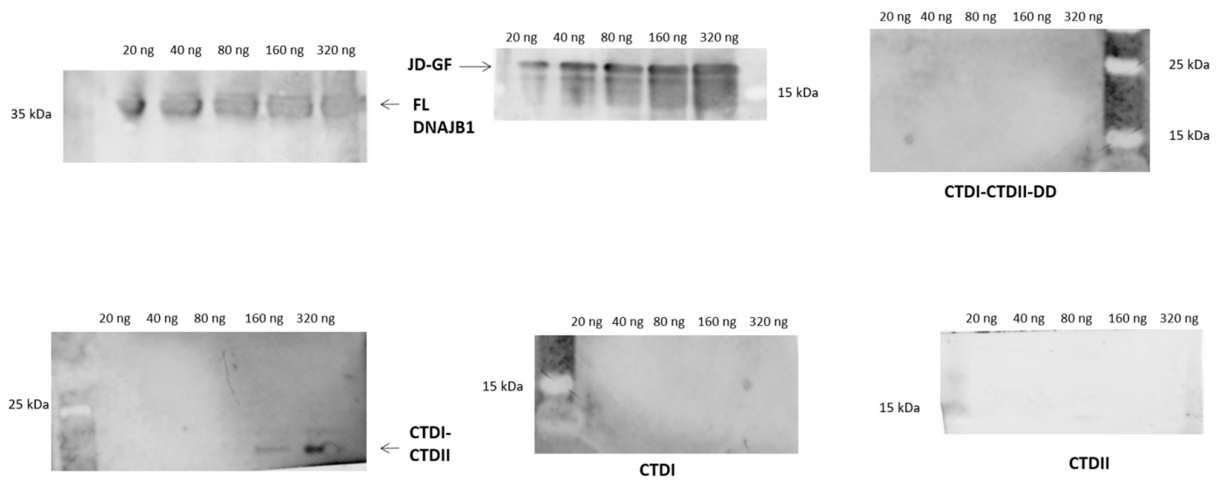 20 ng 40 ng 80 ng 160 ng 320 ng
35 kDa
FL
DNAJB1
20 ng 40 ng 80 ng 160 ng 320 ng
JD-GF
15 kDa
20 ng 40 ng 80 ng 160 ng 320 ng
25 kDa
15 kDa
CTDI-CTDII-DD
20 ng 40 ng 80 ng 160 ng 320 ng
25 kDa
CTDI-
CTDII
20 ng 40 ng 80 ng 160 ng 320 ng
15 kDa
CTDI
20 ng 40 ng 80 ng 160 ng 320 ng
15 kDa
CTDII